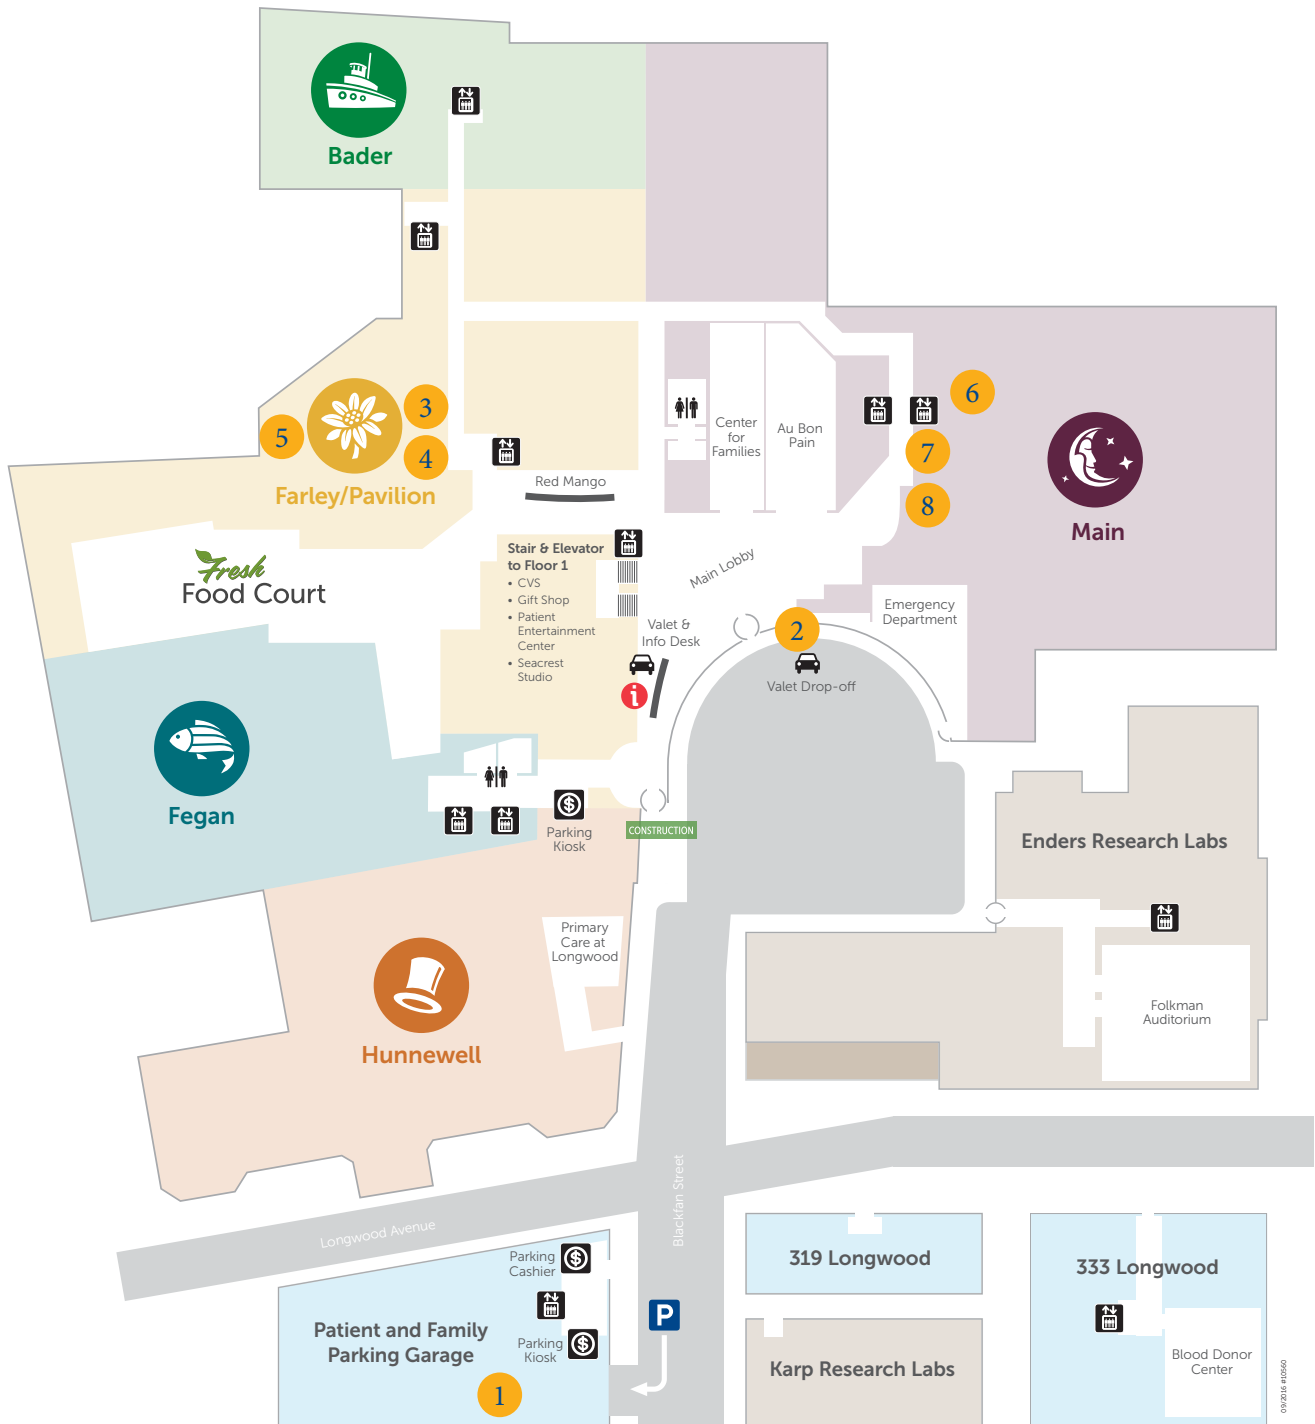 Bader
3
5
4
Farley/Pavilion
Red Mango
Center
for
Families
Au Bon
Pain
6
7
8
Main
Fresh
Food Court
Stair & Elevator
to Floor 1
• CVS
• Gift Shop
• Patient
Entertainment
Center
• Seacrest
Studio
Main Lobby
Valet &
Info Desk
i
2
Valet Drop-off
Emergency
Department
Fegan
$
Parking
Kiosk
CONSTRUCTION
Enders Research Labs
Primary
Care at
Longwood
Folkman
Auditorium
Hunnewell
Blackfan Street
Longwood Avenue
Parking
Cashier
$
Patient and Family
Parking Garage
Parking
Kiosk
$
P
1
319 Longwood
333 Longwood
Karp Research Labs
Blood Donor
Center
09/2016 #10560